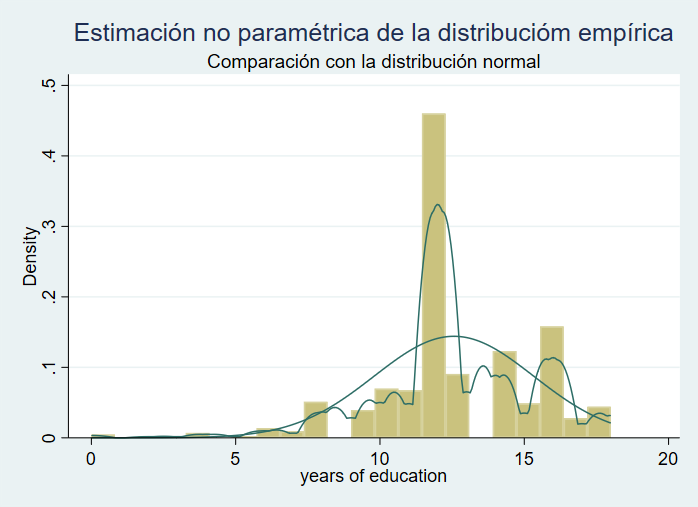 Estimación no paramétrica de la distribucióm empírica
Comparación con la distribución normal
.5
.4
.3
.2
.1
0
Density
0 5 10 15 20
years of education